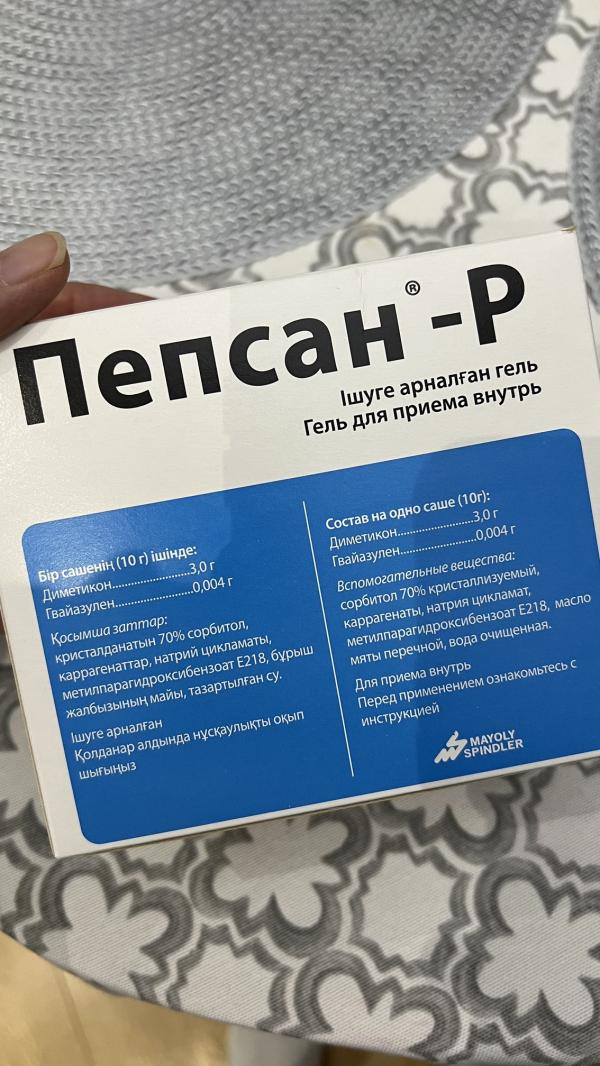 Пепсан®-Р
Ішуге арналған гель
Гель для приема внутрь
Бір сашенің (10 г) ішінде:
Диметикон......................3,0 г
Гвайазулен......................0,004 г
Қосымша заттар:
кристалданатын 70% сорбитол,
каррагенаттар, натрий цикламаты,
метилпарагидроксибензоат Е218, бұрыш
жалбызының майы, тазартылған су.
Ішуге арналған
Қолданар алдында нұсқаулықты оқып
шығыңыз
Состав на одно саше (10г):
Диметикон......................3,0 г
Гвайазулен......................0,004 г
Вспомогательные вещества:
сорбитол 70% кристаллизуемый,
каррагенаты, натрия цикламат,
метилпарагидроксибензоат Е218, масло
мяты перечной, вода очищенная.
Для приема внутрь
Перед применением ознакомьтесь с
инструкцией
MAYOLY
SPINDLER